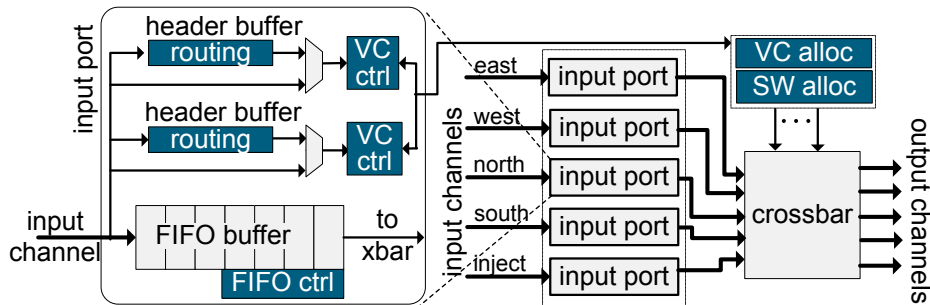 input port
header buffer
routing
VC
ctrl
header buffer
routing
VC
ctrl
input
channel
FIFO buffer
FIFO ctrl
to
xbar
input channels
east
west
north
south
inject
input port
input port
input port
input port
input port
VC alloc
SW alloc
...
crossbar
output channels